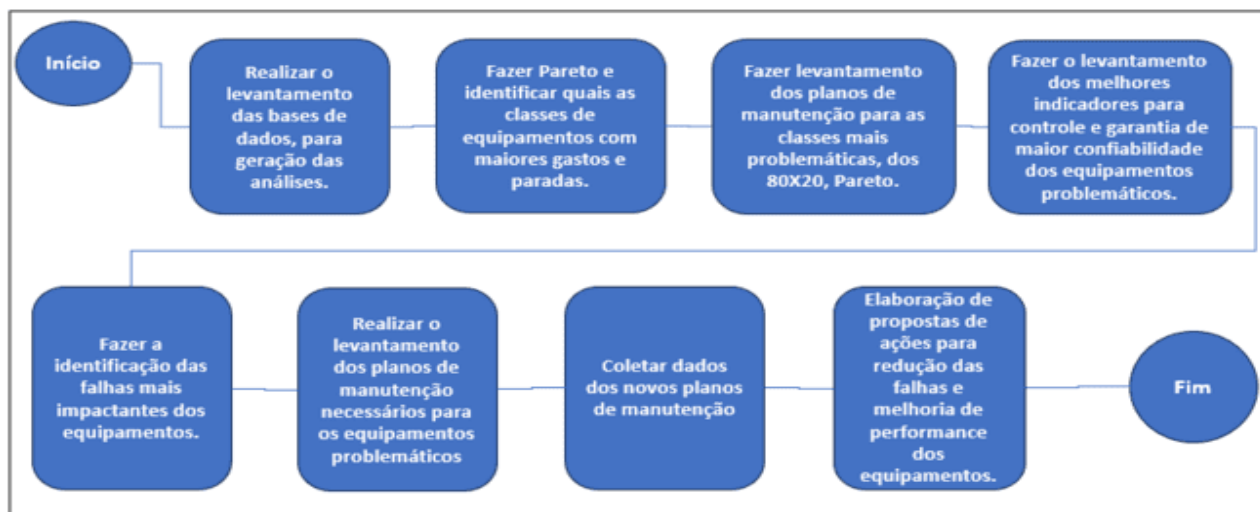 Início
Realizar o
levantamento
das bases de
dados, para
geração das
análises.
Fazer Pareto e
identificar quais as
classes de
equipamentos com
maiores gastos e
paradas.
Fazer levantamento
dos planos de
manutenção para as
classes mais
problemáticas, dos
80X20, Pareto.
Fazer o levantamento
dos melhores
indicadores para
controle e garantia de
maior confiabilidade
dos equipamentos
problemáticos.
Fazer a
identificação das
falhas mais
impactantes dos
equipamentos.
Realizar o
levantamento
dos planos de
manutenção
necessários para
os equipamentos
problemáticos
Coletar dados
dos novos planos
de manutenção
Elaboração de
propostas de
ações para
redução das
falhas e
melhoria de
performance
dos
equipamentos.
Fim